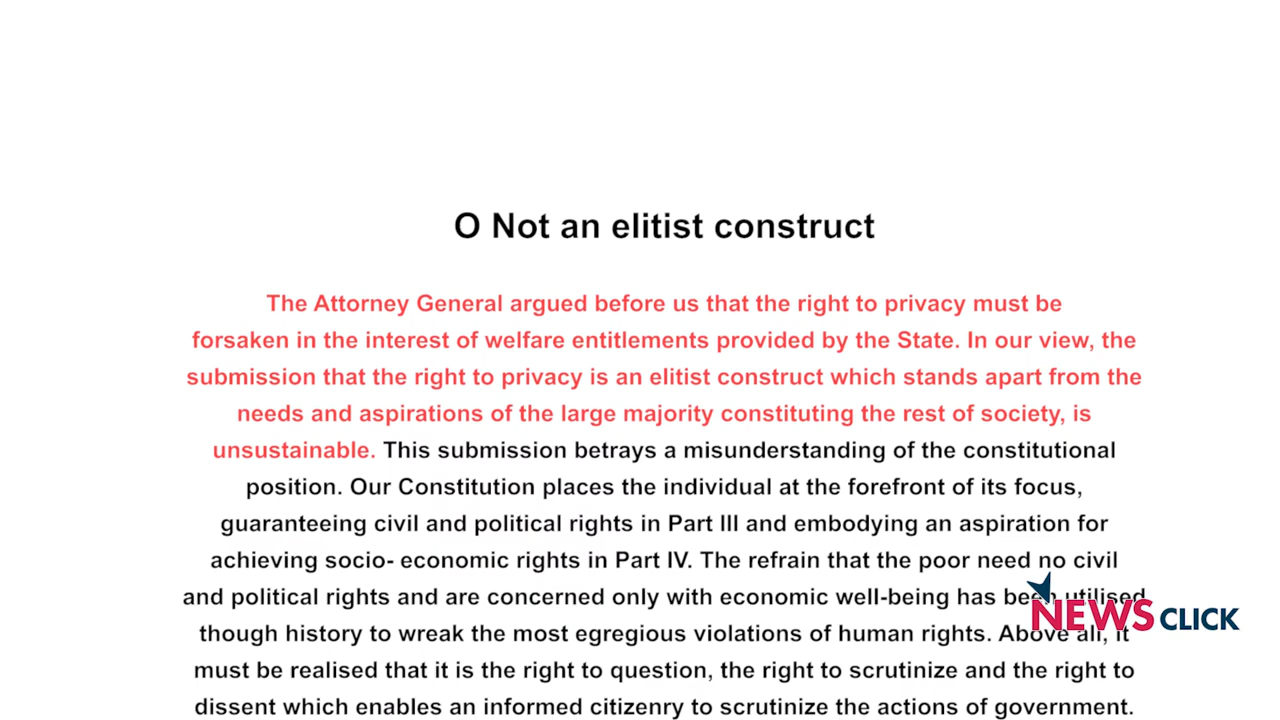 O Not an elitist construct
The Attorney General argued before us that the right to privacy must be
forsaken in the interest of welfare entitlements provided by the State. In our view, the
submission that the right to privacy is an elitist construct which stands apart from the
needs and aspirations of the large majority constituting the rest of society, is
unsustainable. This submission betrays a misunderstanding of the constitutional
position. Our Constitution places the individual at the forefront of its focus,
guaranteeing civil and political rights in Part III and embodying an aspiration for
achieving socio- economic rights in Part IV. The refrain that the poor need no civil
and political rights and are concerned only with economic well-being has been utilised
though history to wreak the most egregious violations of human rights. Above all, it
must be realised that it is the right to question, the right to scrutinize and the right to
dissent which enables an informed citizenry to scrutinize the actions of government.
NEWSCLICK